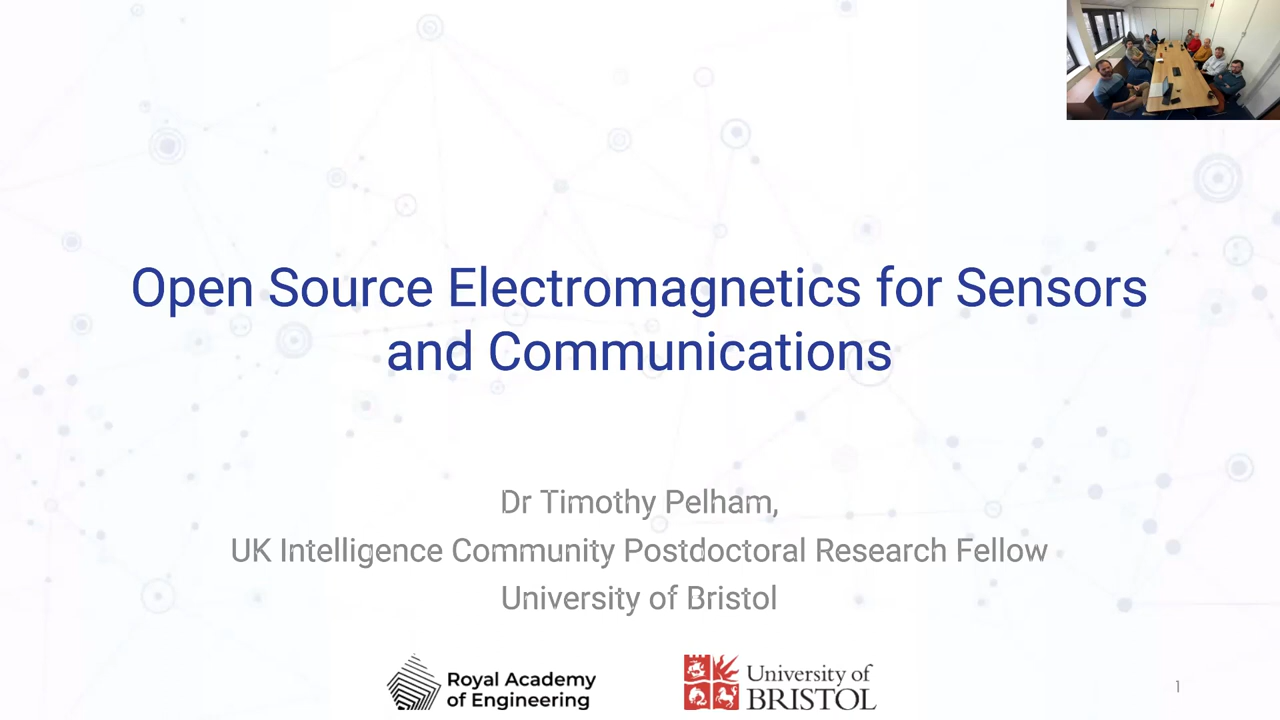 Open Source Electromagnetics for Sensors
and Communications
Dr Timothy Pelham,
UK Intelligence Community Postdoctoral Research Fellow
University of Bristol
Royal Academy
of Engineering
University of
BRISTOL
1